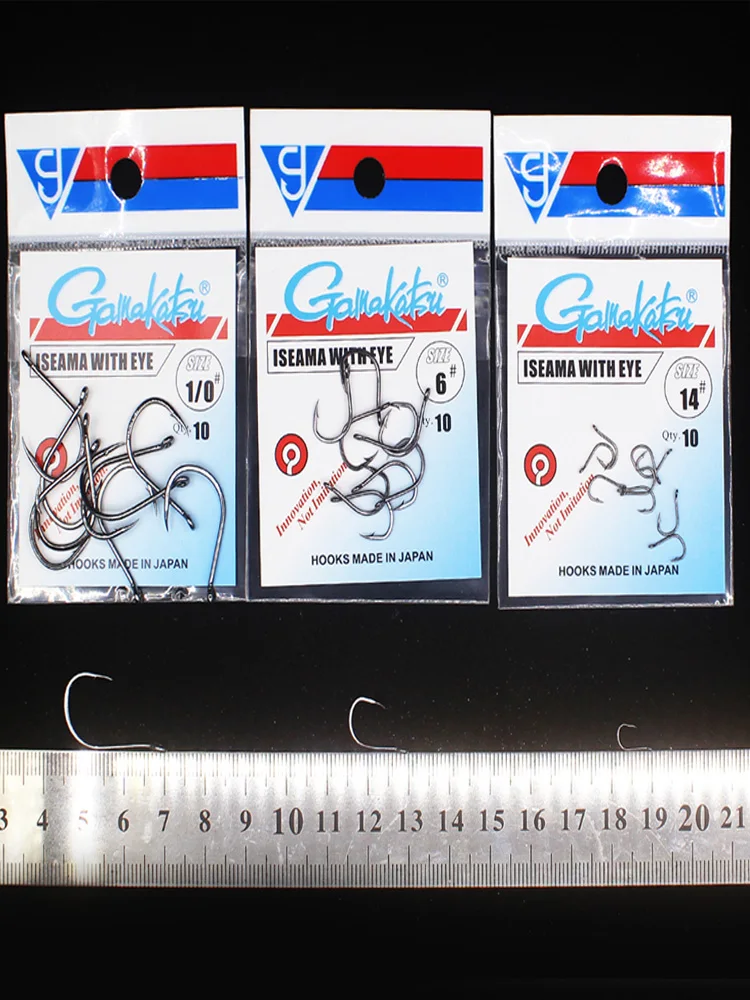 Gamakatsu®
ISEAMA WITH EYE
SIZE
1/0#
Qty. 10
Innovation,
Not Imitation
HOOKS MADE IN JAPAN
Gamakatsu®
ISEAMA WITH EYE
SIZE
6#
10
Innovation,
Not Imitation
HOOKS MADE IN JAPAN
Gamakatsu®
ISEAMA WITH EYE
SIZE
14#
Qty. 10
Innovation,
Not Imitation
HOOKS MADE IN JAPAN
3 4 5 6 7 8 9 10 11 12 13 14 15 16 17 18 19 20 21